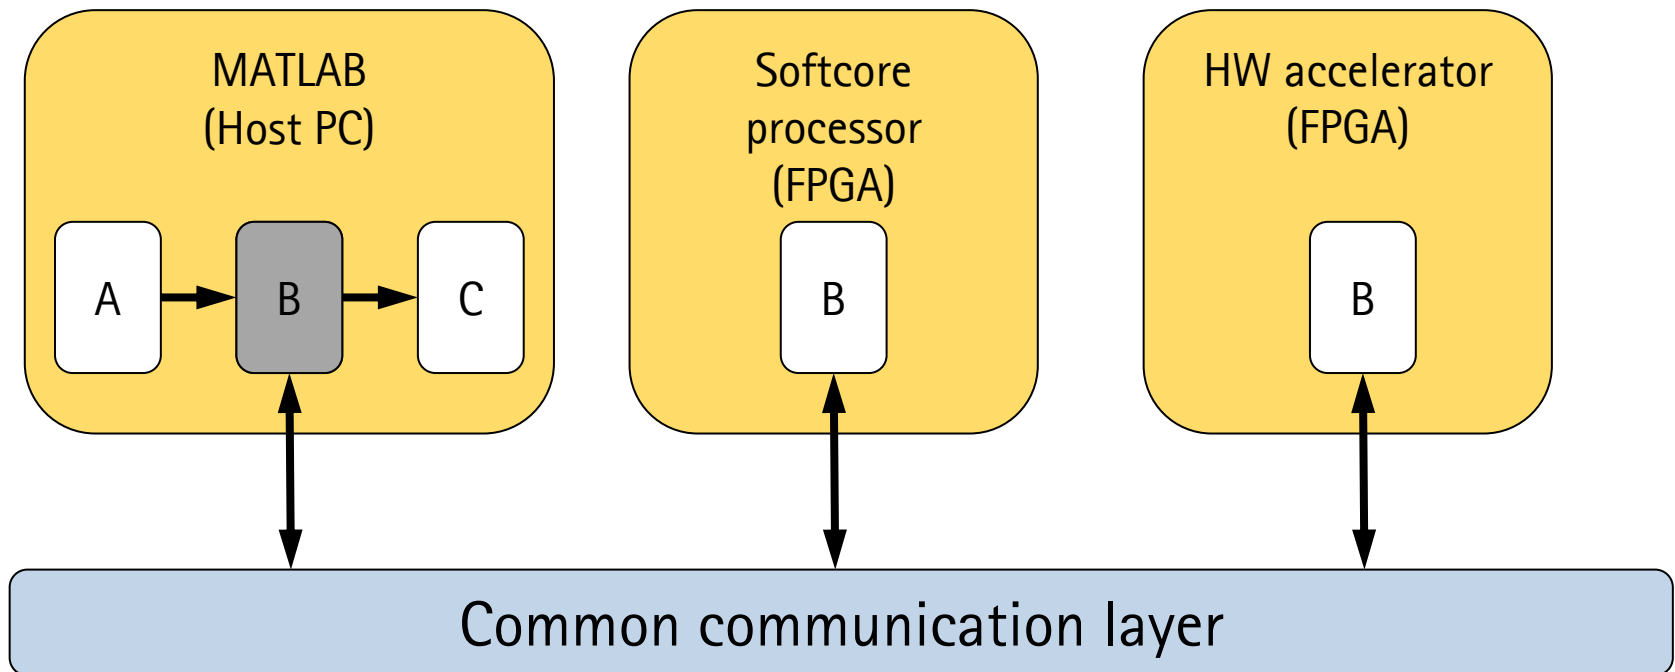 MATLAB
(Host PC)
A
B
C
Softcore
processor
(FPGA)
B
HW accelerator
(FPGA)
B
Common communication layer